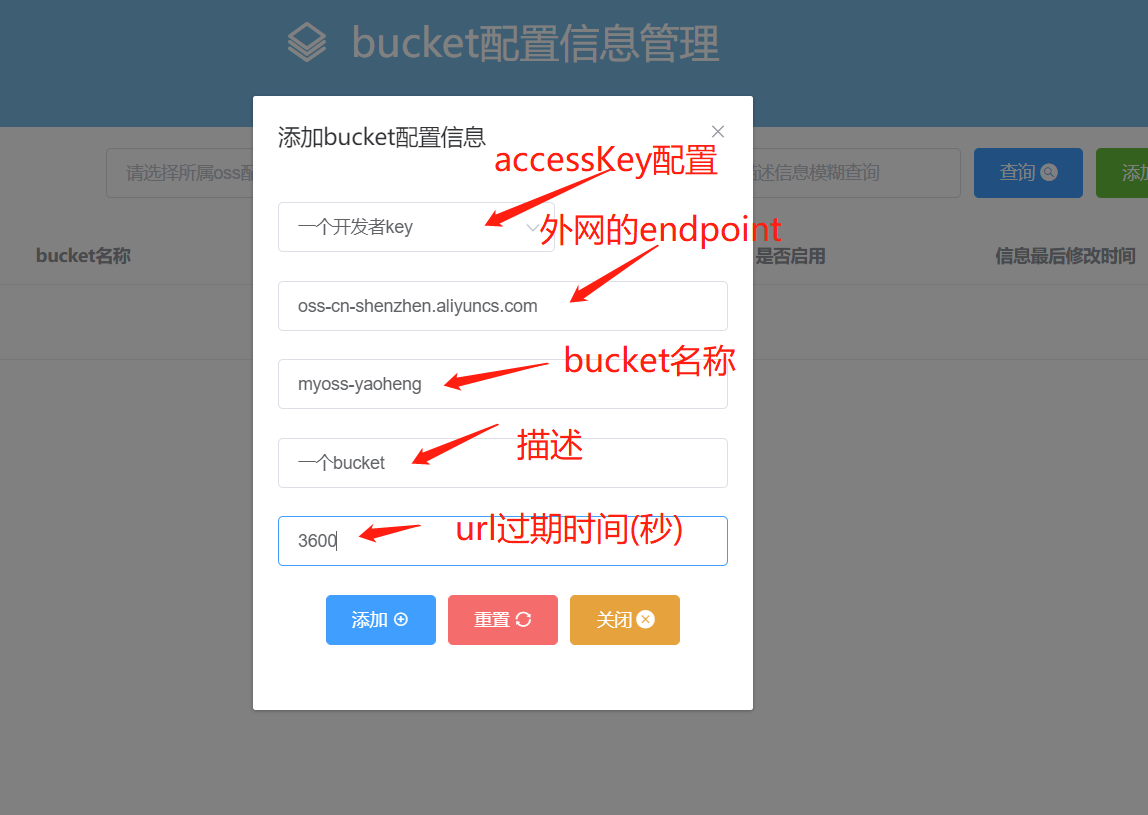 bucket配置信息管理
添加bucket配置信息
accessKey配置
请选择所属oss配
描述信息模糊查询
查询
添加
一个开发者key
外网的endpoint
bucket名称
是否启用
信息最后修改时间
oss-cn-shenzhen.aliyuncs.com
bucket名称
myoss-yaoheng
描述
一个bucket
url过期时间(秒)
3600
添加
重置
关闭